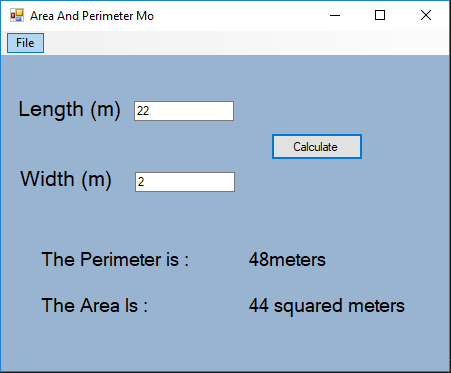 Area And Perimeter Mo
File
Length (m) 22
Calculate
Width (m) 2
The Perimeter is : 48meters
The Area Is : 44 squared meters